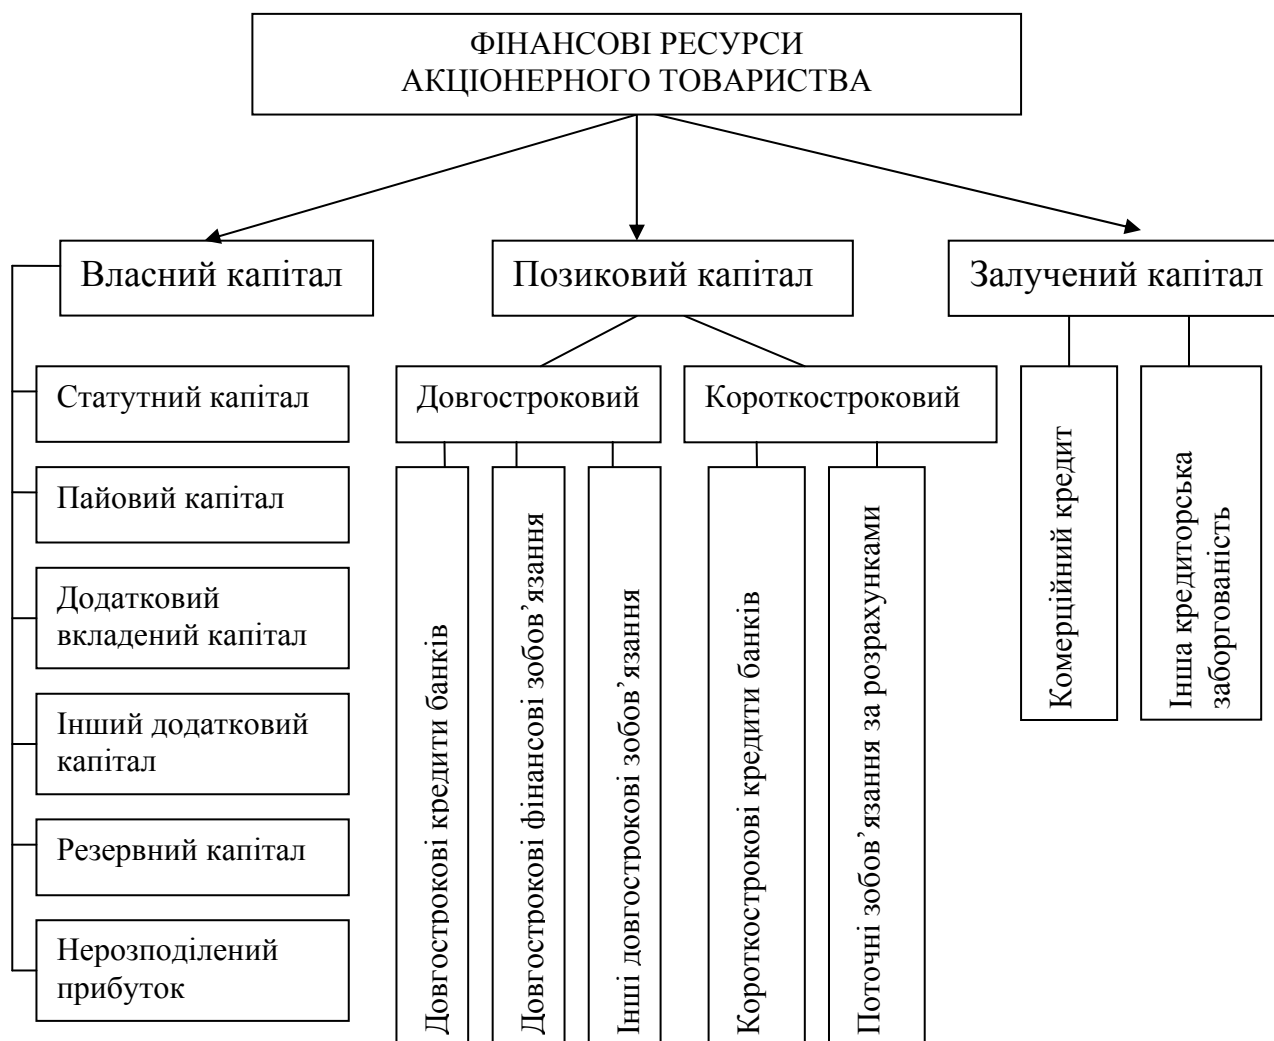 ФІНАНСОВІ РЕСУРСИ
АКЦІОНЕРНОГО ТОВАРИСТВА
Власний капітал
Позиковий капітал
Залучений капітал
Статутний капітал
Пайовий капітал
Додатковий
вкладений капітал
Інший додатковий
капітал
Резервний капітал
Нерозподілений
прибуток
Довгостроковий
Короткостроковий
Довгострокові кредити банків
Довгострокові фінансові зобов’язання
Інші довгострокові зобов’язання
Короткострокові кредити банків
Поточні зобов’язання за розрахунками
Комерційний кредит
Інша кредиторська
заборгованість